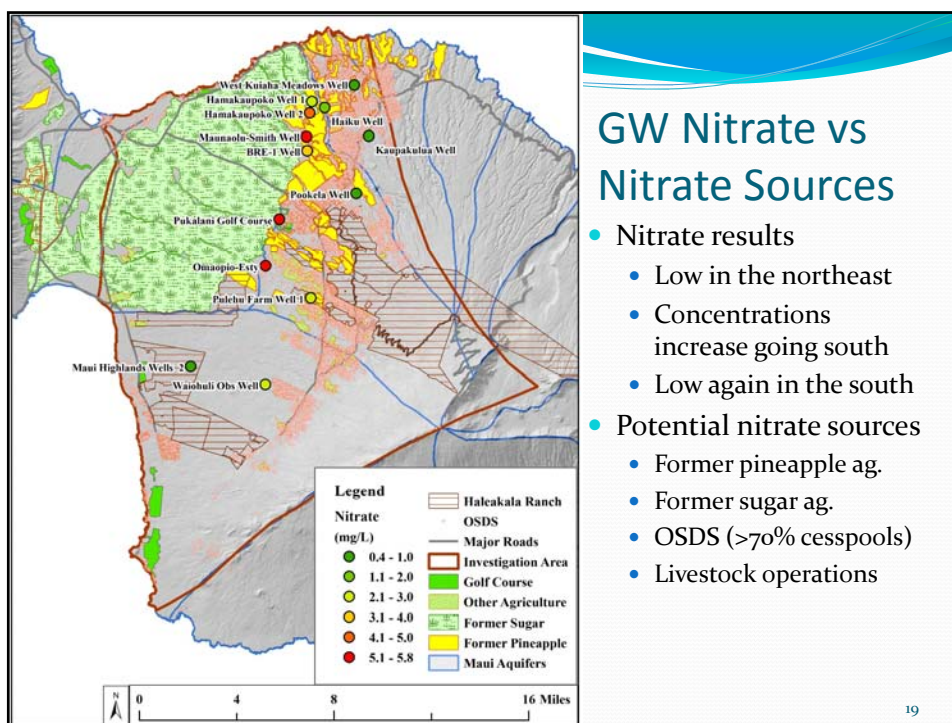 West Kuiaha Meadows Well
Hamakaupoko Well 1
Hamakaupoko Well 2
Haiku Well
Maunaolu-Smith Well
Kaupakulua Well
BRE-1 Well
Pookela Well
Pukalani Golf Course
Omaopio-Esty
Pulehu Farm Well 1
Maui Highlands Wells -2
Waiohuli Obs Well
Legend
Nitrate
(mg/L)
0.4 - 1.0
1.1 - 2.0
2.1 - 3.0
3.1 - 4.0
4.1 - 5.0
5.1 - 5.8
Haleakala Ranch
OSDS
Major Roads
Investigation Area
Golf Course
Other Agriculture
Former Sugar
Former Pineapple
Maui Aquifers
N
0 4 8 16 Miles
GW Nitrate vs
Nitrate Sources
• Nitrate results
• Low in the northeast
• Concentrations
increase going south
• Low again in the south
• Potential nitrate sources
• Former pineapple ag.
• Former sugar ag.
• OSDS (>70% cesspools)
• Livestock operations
19